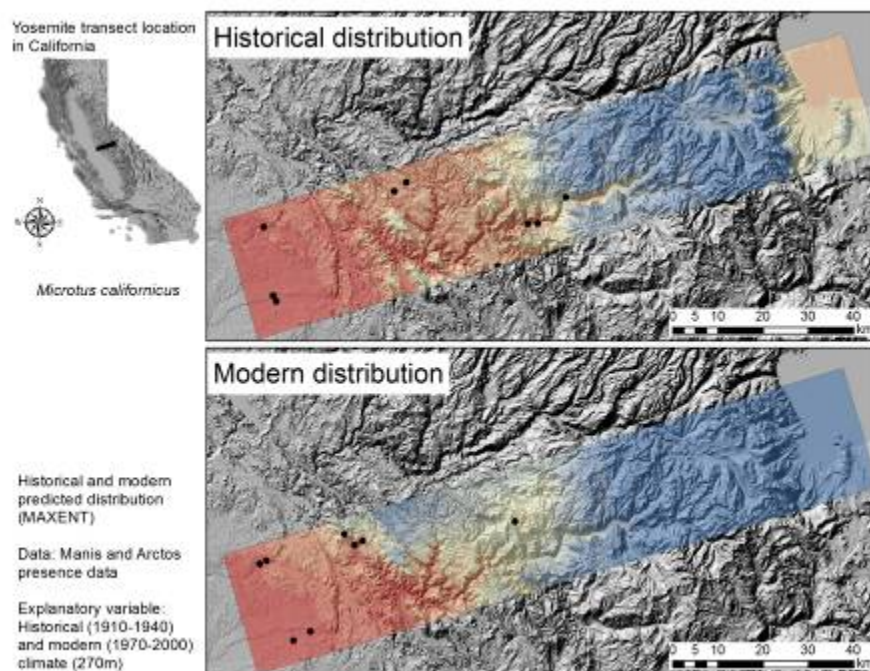 Yosemite transect location
in California
Microtus californicus
Historical distribution
0 5 10 20 30 40
km
Modern distribution
Historical and modern
predicted distribution
(MAXENT)
Data: Manis and Arctos
presence data
Explanatory variable:
Historical (1910-1940)
and modern (1970-2000)
climate (270m)
0 5 10 20 30 40
km